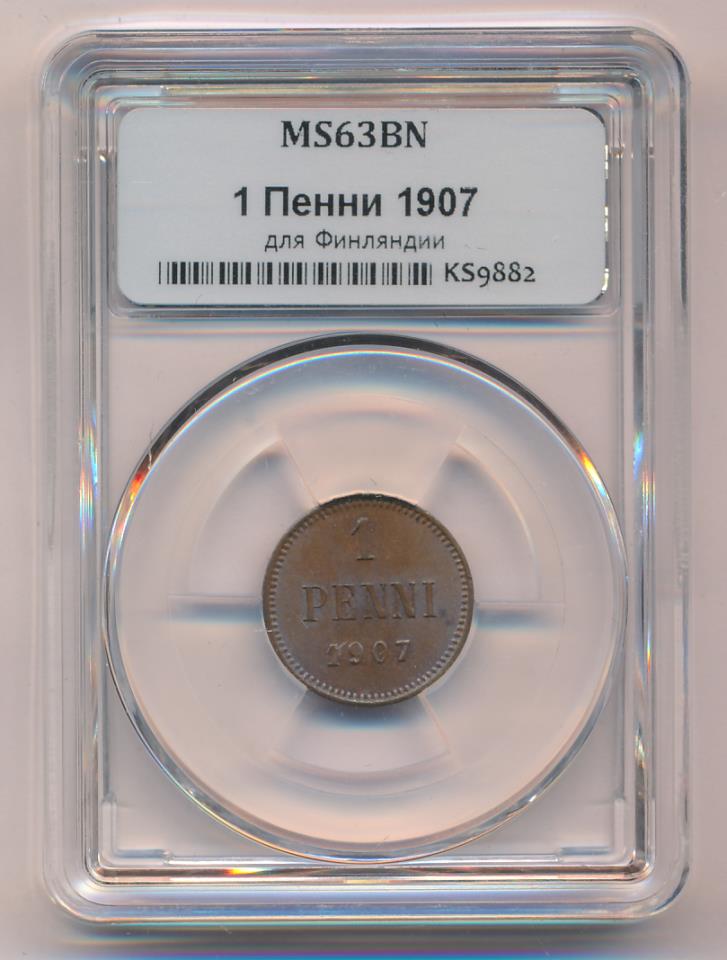 MS63BN
1 Пенни 1907
для Финляндии
KS9882
1
PENNI
1907